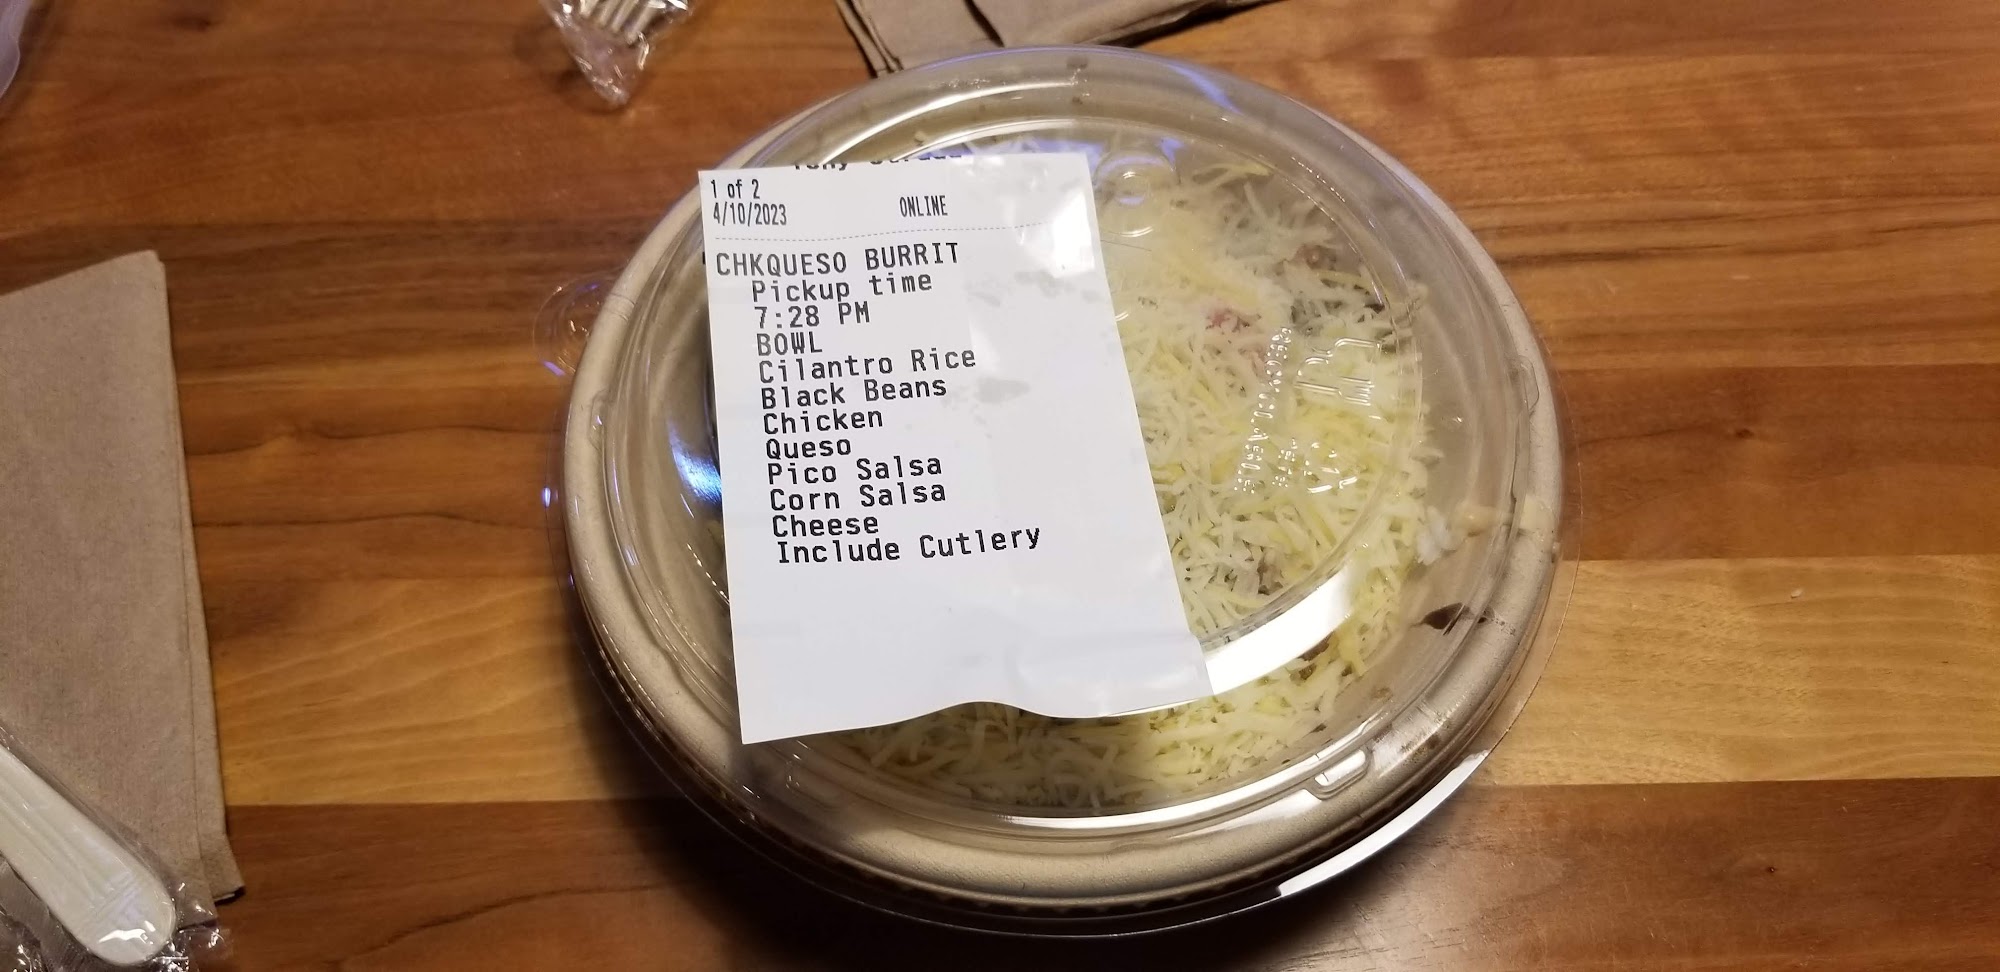 1 of 2
4/10/2023 ONLINE
CHKQUESO BURRIT
Pickup time
7:28 PM
BOWL
Cilantro Rice
Black Beans
Chicken
Queso
Pico Salsa
Corn Salsa
Cheese
Include Cutlery